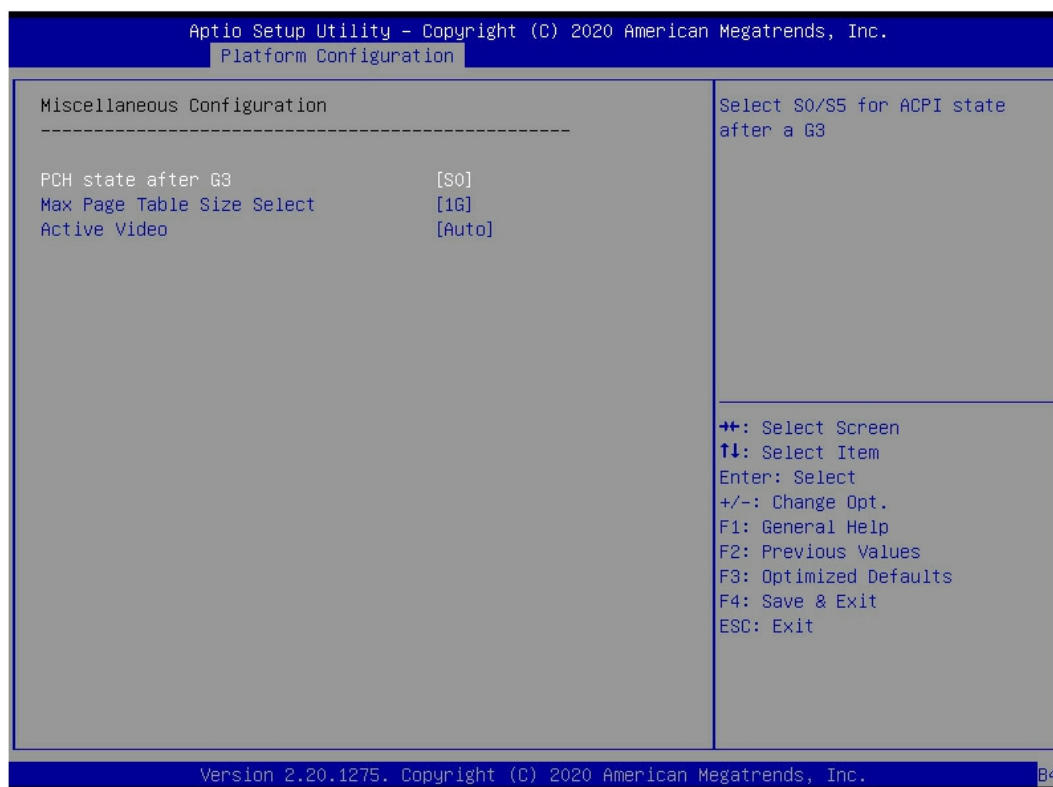 Aptio Setup Utility – Copyright (C) 2020 American Megatrends, Inc.
Platform Configuration
Miscellaneous Configuration
--------------------------------------------------
PCH state after G3 [S0]
Max Page Table Size Select [1G]
Active Video [Auto]
Select S0/S5 for ACPI state
after a G3
→←: Select Screen
↑↓: Select Item
Enter: Select
+/-: Change Opt.
F1: General Help
F2: Previous Values
F3: Optimized Defaults
F4: Save & Exit
ESC: Exit
Version 2.20.1275. Copyright (C) 2020 American Megatrends, Inc.
B4